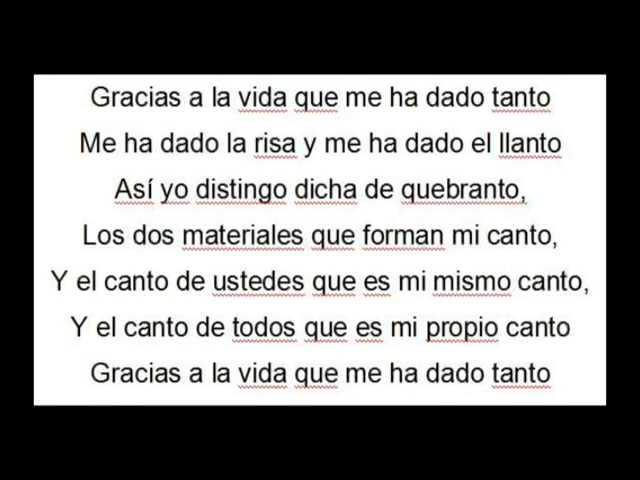 Gracias a la vida que me ha dado tanto
Me ha dado la risa y me ha dado el llanto
Así yo distingo dicha de quebranto,
Los dos materiales que forman mi canto,
Y el canto de ustedes que es mi mismo canto,
Y el canto de todos que es mi propio canto
Gracias a la vida que me ha dado tanto